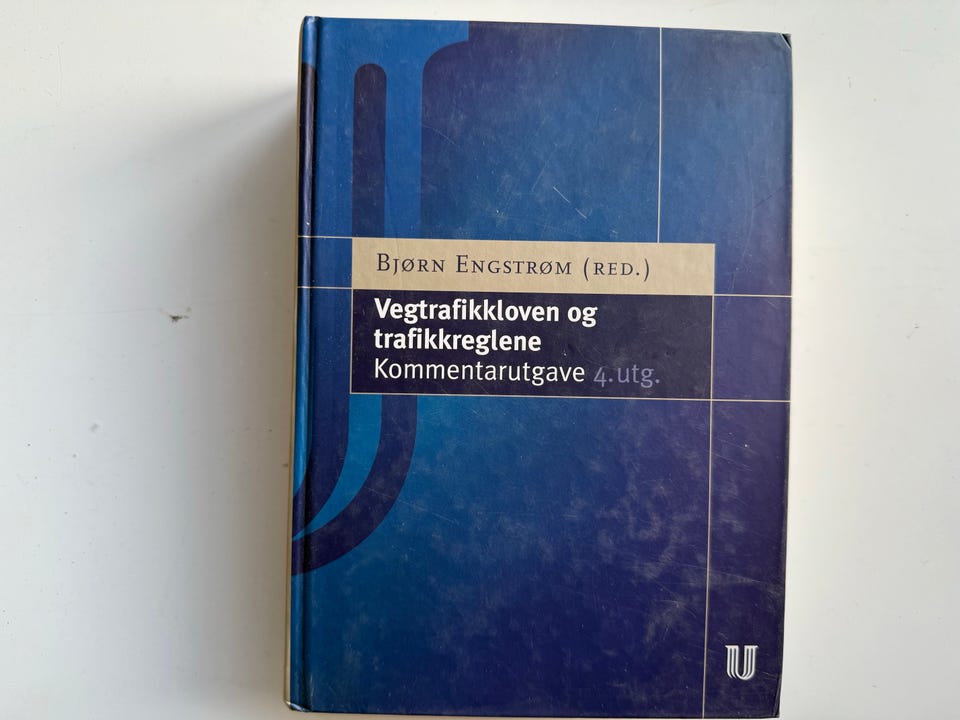 Bjørn Engstrøm (red.)
Vegtrafikkloven og
trafikkreglene
Kommentarutgave 4. utg.
U